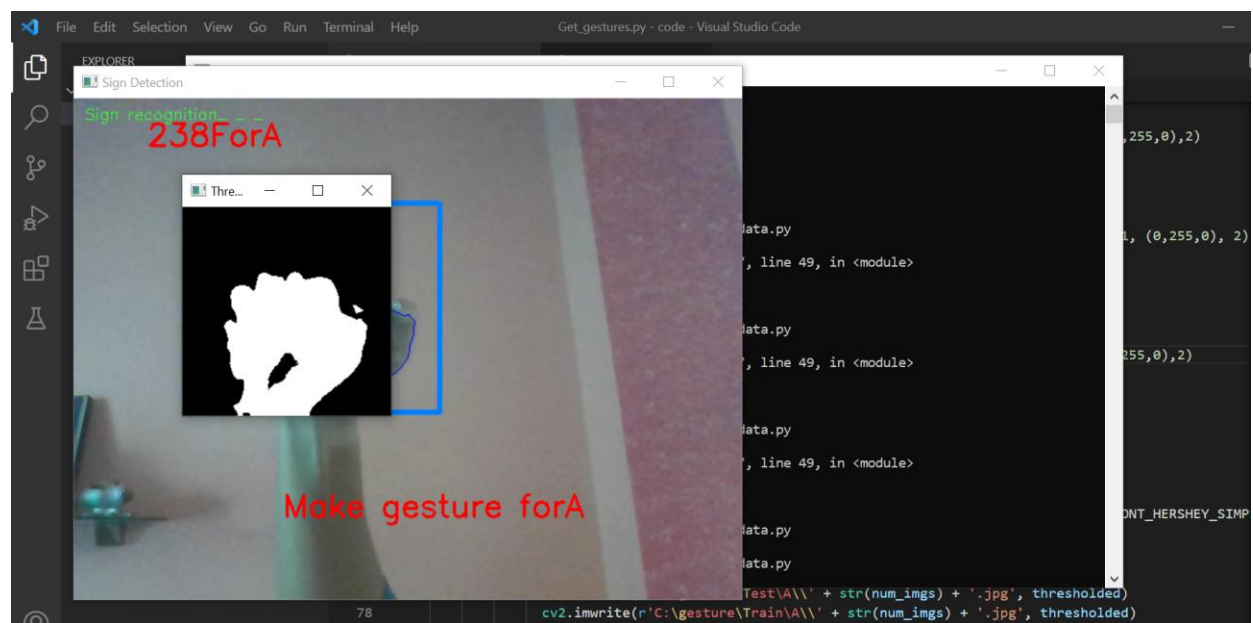 File Edit Selection View Go Run Terminal Help
Get_gestures.py - code - Visual Studio Code
EXPLORER
Sign Detection
Sign recognition_ _ _
238ForA
Thre...
,255,0),2)
data.py
1, (0,255,0), 2)
', line 49, in <module>
data.py
', line 49, in <module>
255,0),2)
data.py
', line 49, in <module>
Make gesture forA
ONT_HERSHEY_SIMP
data.py
data.py
Test\A\\' + str(num_imgs) + '.jpg', thresholded)
78
cv2.imwrite(r'C:\gesture\Train\A\\' + str(num_imgs) + '.jpg', thresholded)